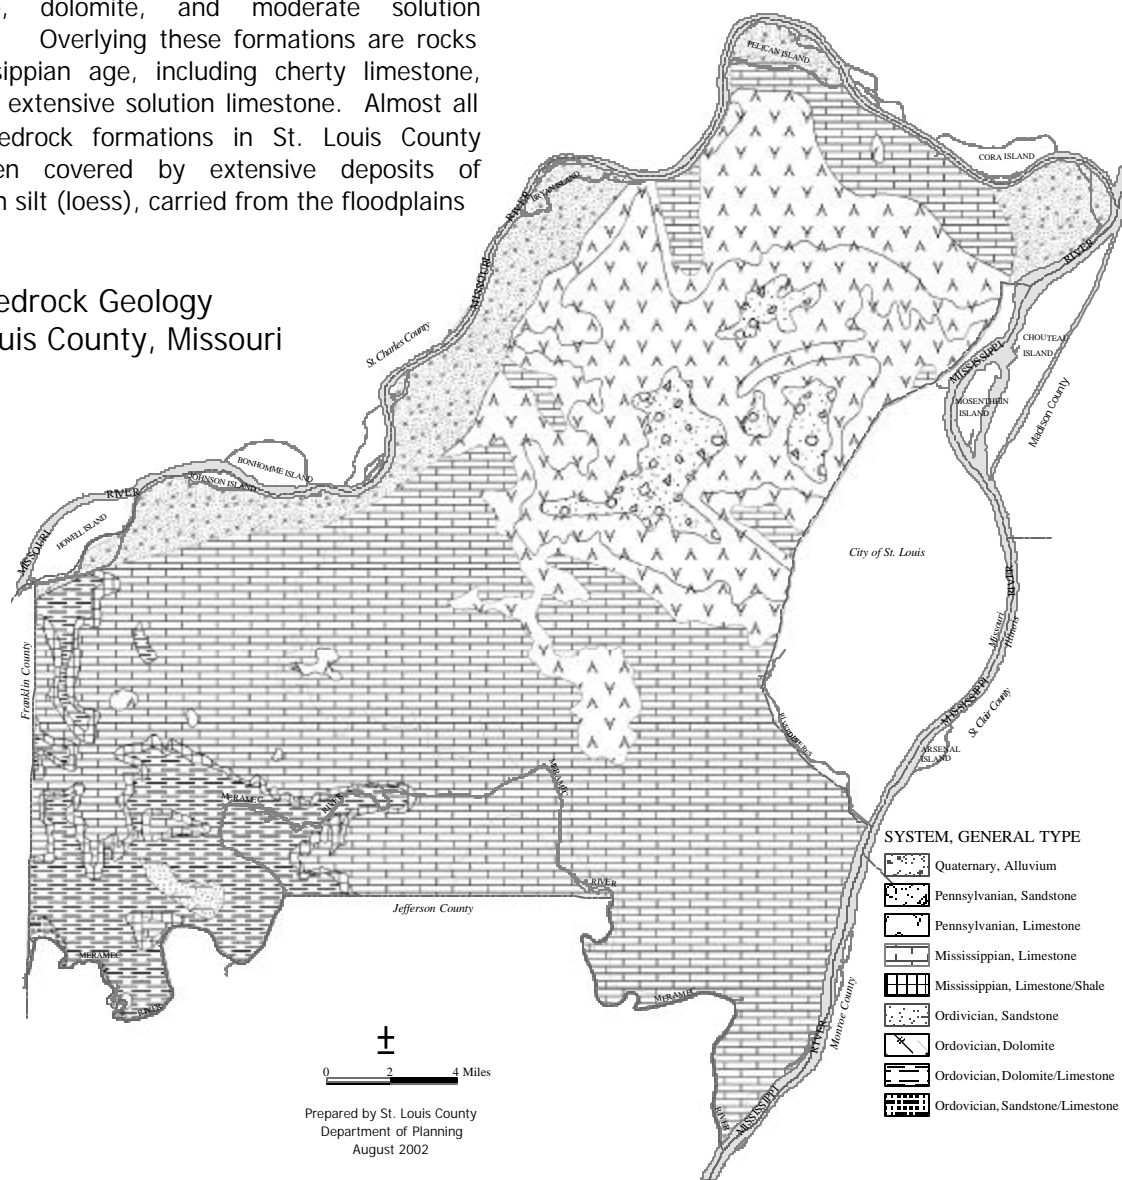 , dolomite, and moderate solution
Overlying these formations are rocks
sippian age, including cherty limestone,
extensive solution limestone. Almost all
edrock formations in St. Louis County
en covered by extensive deposits of
n silt (loess), carried from the floodplains
edrock Geology
uis County, Missouri
PELICAN ISLAND
CORA ISLAND
BRYAN ISLAND
RIVER
MISSOURI
RIVER
St. Charles County
CHOUTEAU
ISLAND
MISSISSIPPI
MOSENTHEIN
ISLAND
Madison County
BONHOMME ISLAND
JOHNSON ISLAND
RIVER
HOWELL ISLAND
MISSOURI
City of St. Louis
RIVER
Missouri
Illinois
Franklin County
MISSISSIPPI
St. Clair County
ARSENAL
ISLAND
MERAMEC
RIVER
MERAMEC
RIVER
Jefferson County
MERAMEC
RIVER
MERAMEC
RIVER
Monroe County
RIVER
MISSISSIPPI
SYSTEM, GENERAL TYPE
Quaternary, Alluvium
Pennsylvanian, Sandstone
Pennsylvanian, Limestone
Mississippian, Limestone
Mississippian, Limestone/Shale
Ordivician, Sandstone
Ordovician, Dolomite
Ordovician, Dolomite/Limestone
Ordovician, Sandstone/Limestone
±
0 2 4 Miles
Prepared by St. Louis County
Department of Planning
August 2002